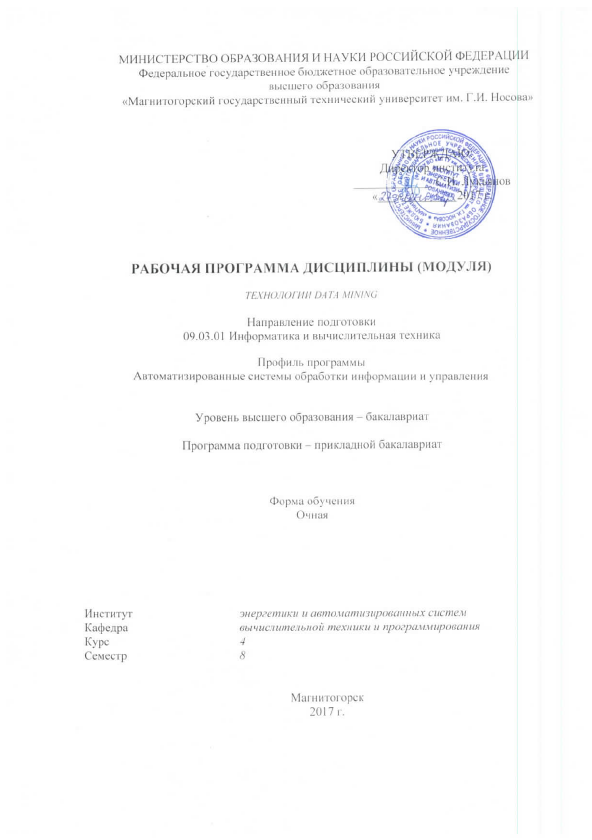 МИНИСТЕРСТВО ОБРАЗОВАНИЯ И НАУКИ РОССИЙСКОЙ ФЕДЕРАЦИИ
Федеральное государственное бюджетное образовательное учреждение
высшего образования
«Магнитогорский государственный технический университет им. Г.И. Носова»
УТВЕРЖДАЮ:
Директор института
РАБОЧАЯ ПРОГРАММА ДИСЦИПЛИНЫ (МОДУЛЯ)
ТЕХНОЛОГИИ DATA MINING
Направление подготовки
09.03.01 Информатика и вычислительная техника
Профиль программы
Автоматизированные системы обработки информации и управления
Уровень высшего образования – бакалавриат
Программа подготовки – прикладной бакалавриат
Форма обучения
Очная
Институт энергетики и автоматизированных систем
Кафедра вычислительной техники и программирования
Курс 4
Семестр 8
Магнитогорск
2017 г.